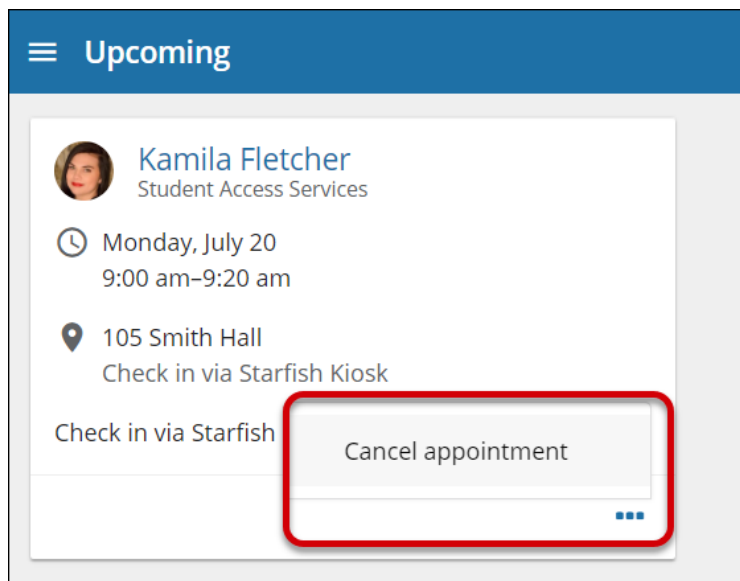 Upcoming
Kamila Fletcher
Student Access Services
Monday, July 20
9:00 am–9:20 am
105 Smith Hall
Check in via Starfish Kiosk
Check in via Starfish
Cancel appointment